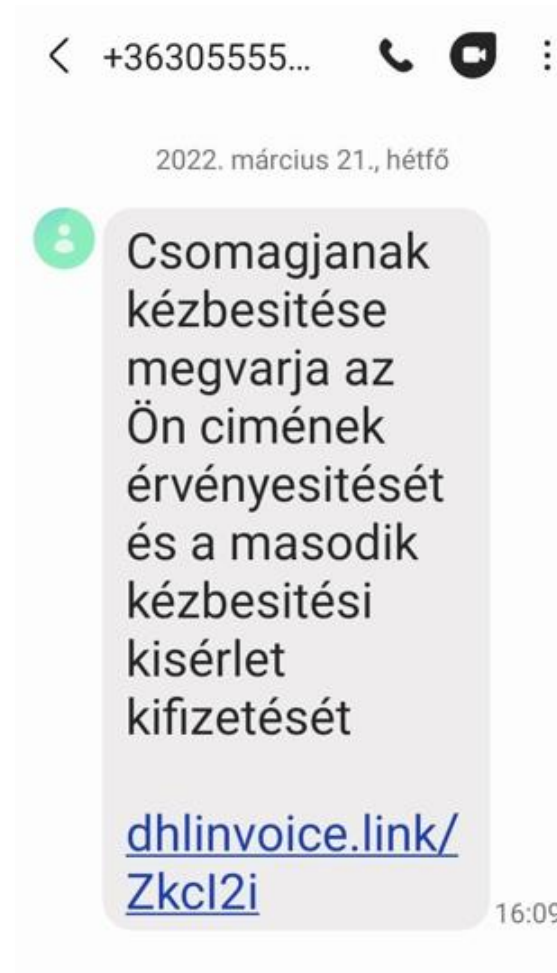 +36305555...
2022. március 21., hétfő
Csomagjanak
kézbesitése
megvarja az
Ön cimének
érvényesitését
és a masodik
kézbesitési
kisérlet
kifizetését
dhlinvoice.link/
ZkcI2i
16:09